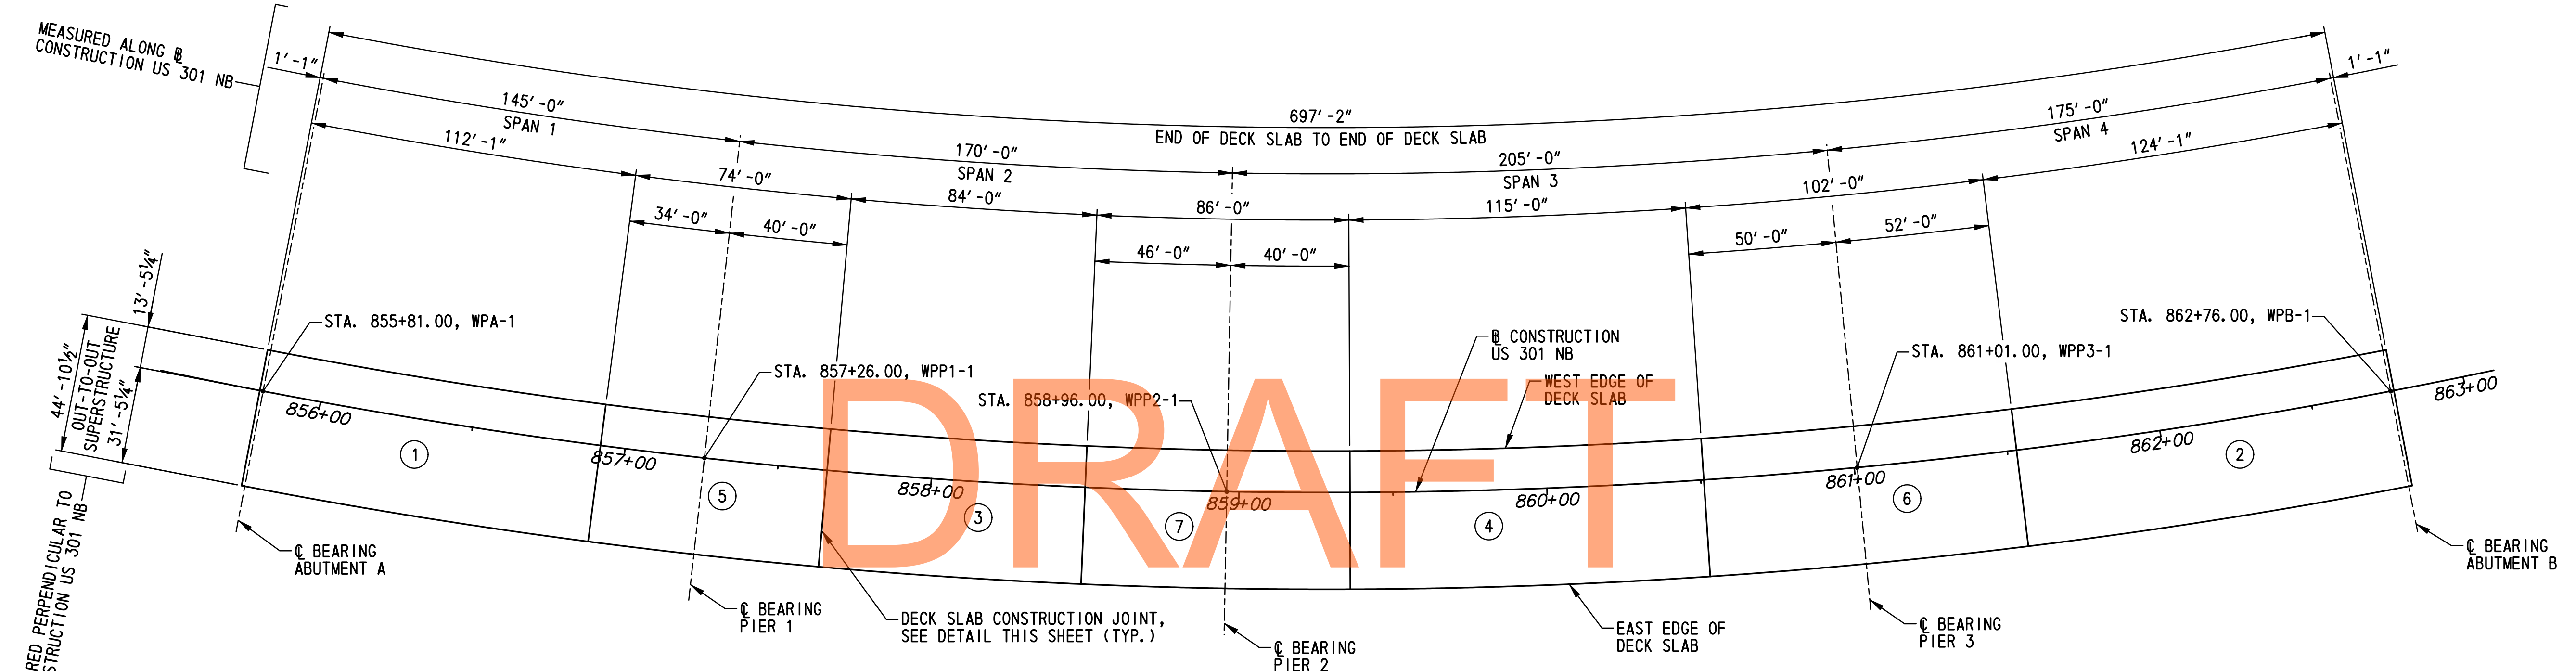 MEASURED ALONG ℄ B
CONSTRUCTION US 301 NB
1'-1"
697'-2"
END OF DECK SLAB TO END OF DECK SLAB
1'-1"
145'-0"
SPAN 1
170'-0"
SPAN 2
205'-0"
SPAN 3
175'-0"
SPAN 4
112'-1"
74'-0"
84'-0"
86'-0"
115'-0"
102'-0"
124'-1"
34'-0"
40'-0"
46'-0"
40'-0"
50'-0"
52'-0"
13'-5¼"
44'-10½"
OUT-TO-OUT
SUPERSTRUCTURE
31'-5¼"
STA. 855+81.00, WPA-1
STA. 857+26.00, WPP1-1
STA. 858+96.00, WPP2-1
B CONSTRUCTION
US 301 NB
WEST EDGE OF
DECK SLAB
STA. 861+01.00, WPP3-1
STA. 862+76.00, WPB-1
856+00
857+00
858+00
859+00
860+00
861+00
862+00
863+00
1
5
3
7
4
6
2
DRAFT
RED PERPENDICULAR TO
STRUCTION US 301 NB
℄ BEARING
ABUTMENT A
℄ BEARING
PIER 1
DECK SLAB CONSTRUCTION JOINT,
SEE DETAIL THIS SHEET (TYP.)
℄ BEARING
PIER 2
EAST EDGE OF
DECK SLAB
℄ BEARING
PIER 3
℄ BEARING
ABUTMENT B